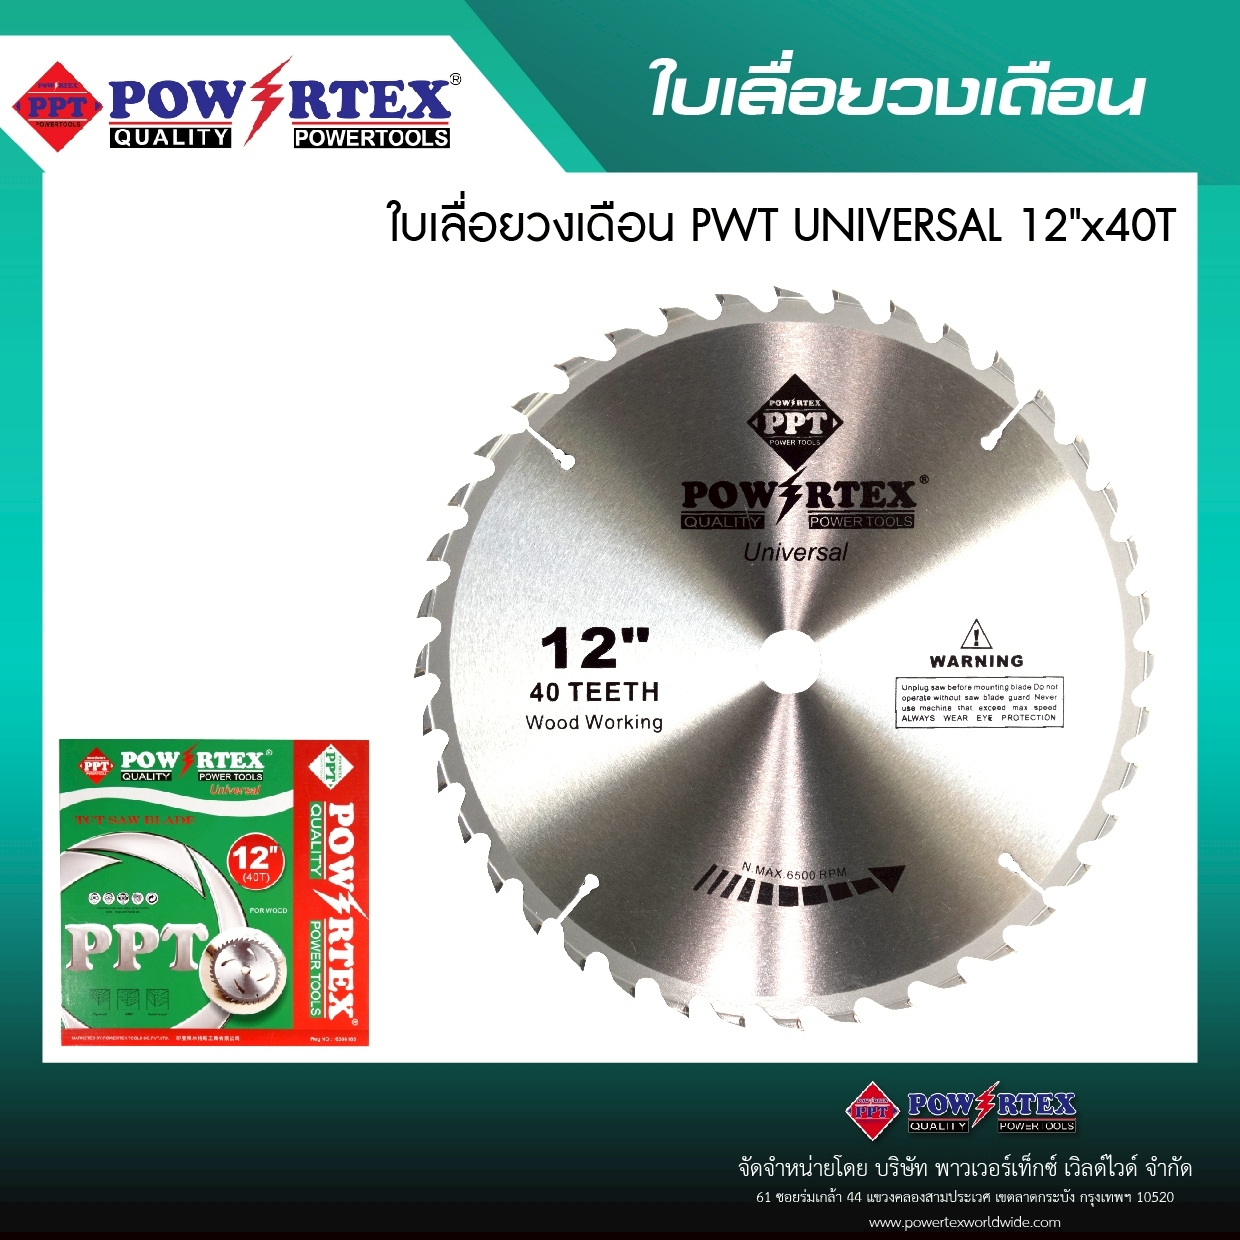 POWERTEX
PPT
POWERTOOLS
POWERTEX®
QUALITY POWERTOOLS
ใบเลื่อยวงเดือน
ใบเลื่อยวงเดือน PWT UNIVERSAL 12"x40T
POWERTEX
PPT
POWER TOOLS
POWERTEX®
QUALITY POWER TOOLS
Universal
12"
40 TEETH
Wood Working
WARNING
Unplug saw before mounting blade Do not
operate without saw blade guard Never
use machine that exceed max speed
ALWAYS WEAR EYE PROTECTION
N.MAX.6500 RPM
PPT
POWERTEX®
QUALITY POWER TOOLS
Universal
TCT SAW BLADE
12"
(40T)
FOR WOOD
PPT
MARKETED BY POWERTEX TOOLS
PPT
POWERTEX®
QUALITY POWER TOOLS
PPT
POWERTEX
QUALITY POWERTOOLS
จัดจำหน่ายโดย บริษัท พาวเวอร์เท็กซ์ เวิลด์ไวด์ จำกัด
61 ซอยร่มเกล้า 44 แขวงคลองสามประเวศ เขตลาดกระบัง กรุงเทพฯ 10520
www.powertexworldwide.com